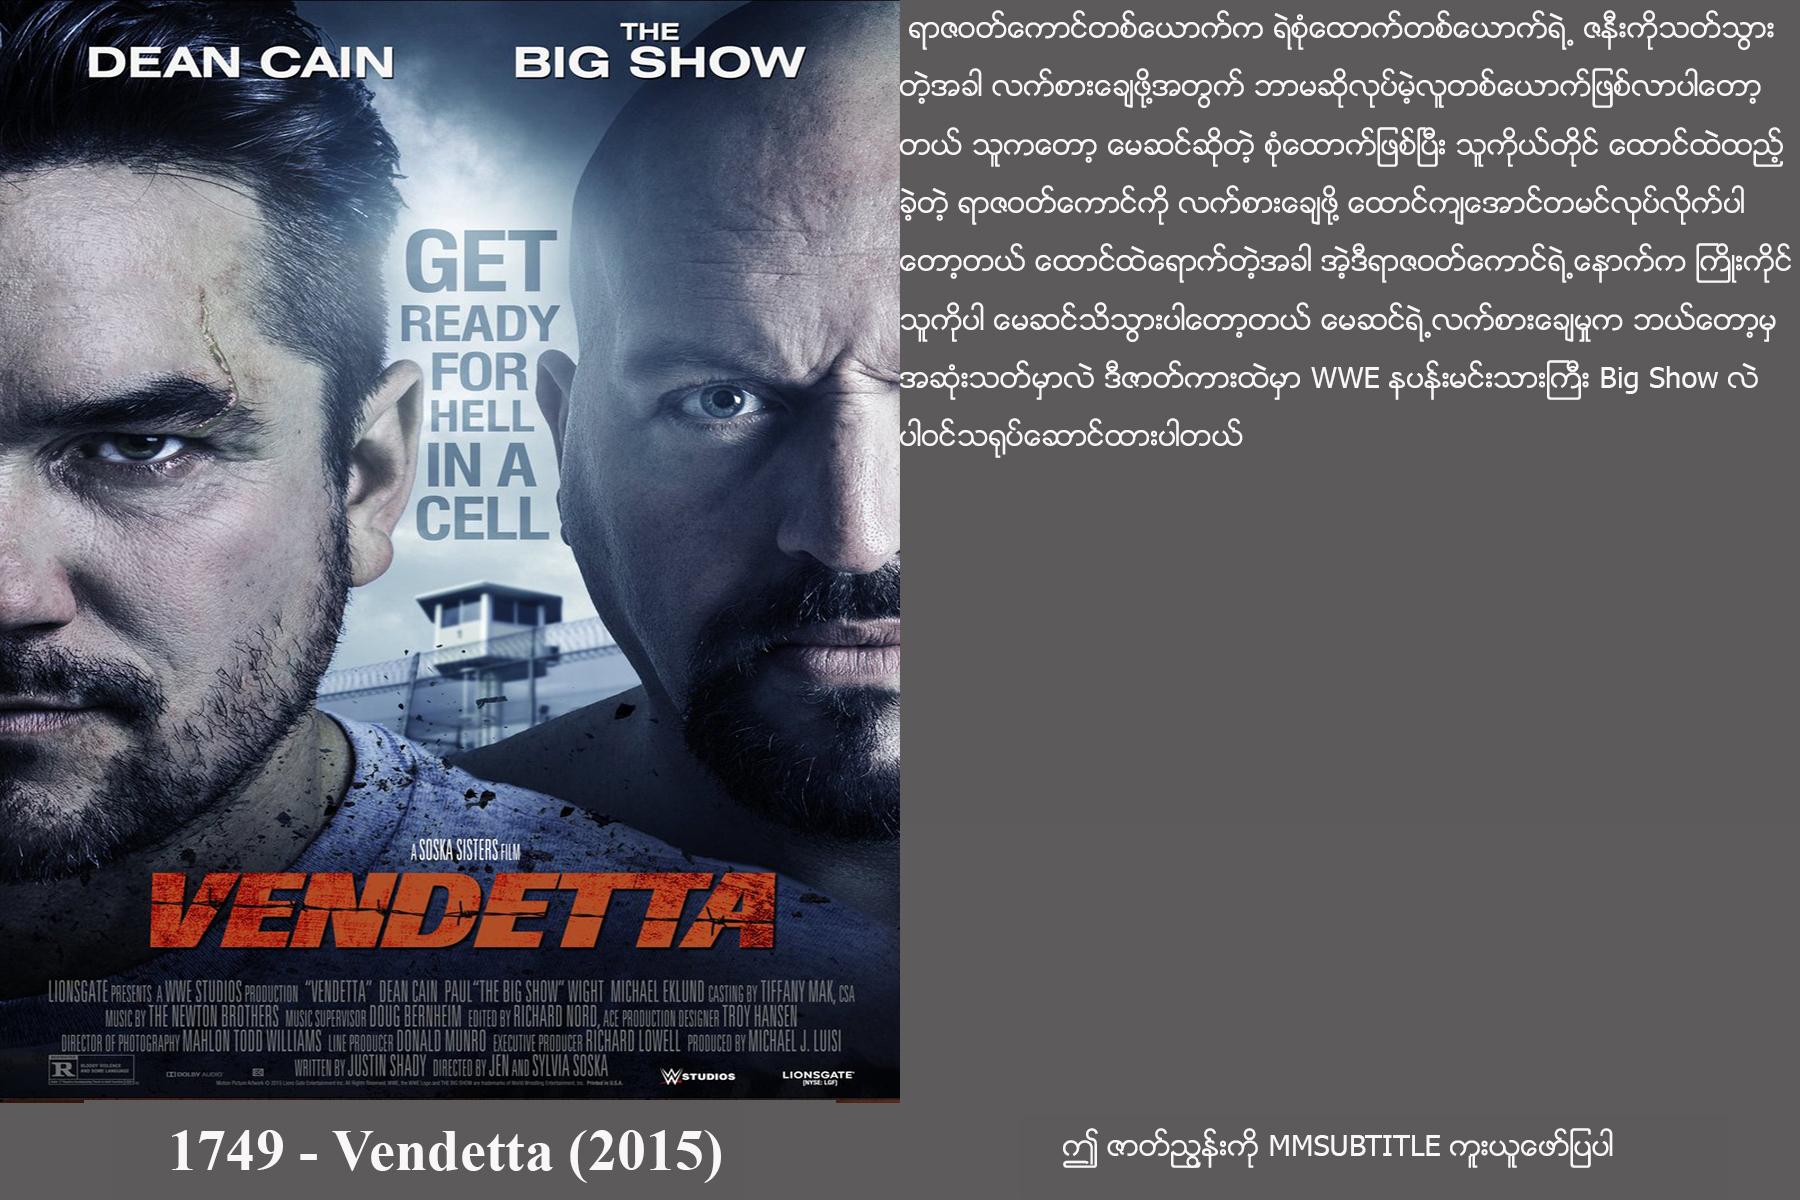 DEAN CAIN
THE
BIG SHOW
GET
READY
FOR
HELL
IN A
CELL
A SOSKA SISTERS FILM
VENDETTA
LIONSGATE PRESENTS A WWE STUDIOS PRODUCTION "VENDETTA" DEAN CAIN PAUL "THE BIG SHOW" WIGHT MICHAEL EKLUND CASTING BY TIFFANY MAK, CSA
MUSIC BY THE NEWTON BROTHERS MUSIC SUPERVISOR DOUG BERNHEIM EDITED BY RICHARD NORD, ACE PRODUCTION DESIGNER TROY HANSEN
DIRECTOR OF PHOTOGRAPHY MAHLON TODD WILLIAMS LINE PRODUCER DONALD MUNRO EXECUTIVE PRODUCER RICHARD LOWELL PRODUCED BY MICHAEL J. LUISI
WRITTEN BY JUSTIN SHADY DIRECTED BY JEN AND SYLVIA SOSKA
R BLOODY VIOLENCE AND SOME LANGUAGE
DOLBY AUDIO
W STUDIOS
LIONSGATE
[NYSE: LGF]
1749 - Vendetta (2015)
ရာဇဝတ်ကောင်တစ်ယောက်က ရဲစုံထောက်တစ်ယောက်ရဲ့ ဇနီးကိုသတ်သွား
တဲ့အခါ လက်စားချေဖို့အတွက် ဘာမဆိုလုပ်မဲ့လူတစ်ယောက်ဖြစ်လာပါတော့
တယ် သူကတော့ မေဆင်ဆိုတဲ့ စုံထောက်ဖြစ်ပြီး သူကိုယ်တိုင် ထောင်ထဲထည့်
ခဲ့တဲ့ ရာဇဝတ်ကောင်ကို လက်စားချေဖို့ ထောင်ကျအောင်တမင်လုပ်လိုက်ပါ
တော့တယ် ထောင်ထဲရောက်တဲ့အခါ အဲ့ဒီရာဇဝတ်ကောင်ရဲ့နောက်က ကြိုးကိုင်
သူကိုပါ မေဆင်သိသွားပါတော့တယ် မေဆင်ရဲ့လက်စားချေမှုက ဘယ်တော့မှ
အဆုံးသတ်မှာလဲ ဒီဇာတ်ကားထဲမှာ WWE နပန်းမင်းသားကြီး Big Show လဲ
ပါဝင်သရုပ်ဆောင်ထားပါတယ်
ဤ ဇာတ်ညွှန်းကို MMSUBTITLE ကူးယူဖော်ပြပါ